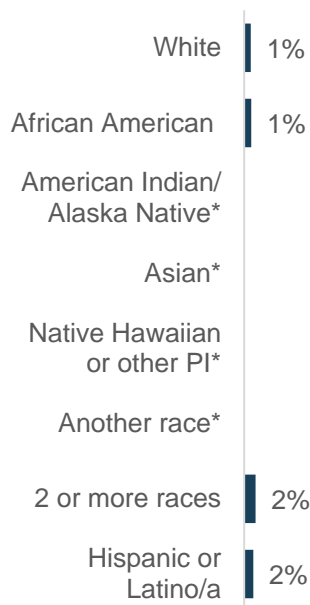 White 1%
African American 1%
American Indian/
Alaska Native*
Asian*
Native Hawaiian
or other PI*
Another race*
2 or more races 2%
Hispanic or
Latino/a 2%